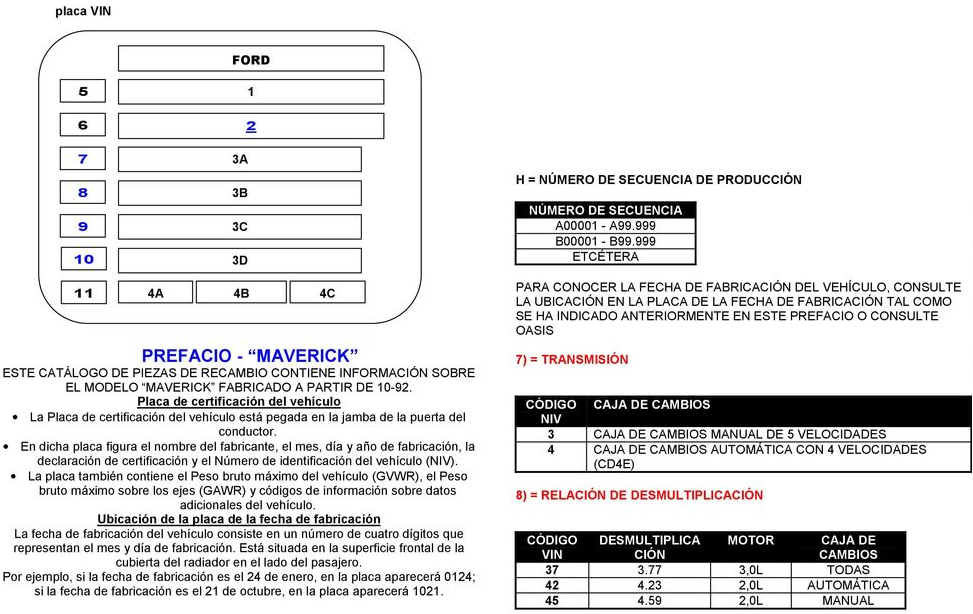 placa VIN
FORD
5 1
6 2
7 3A
8 3B
9 3C
10 3D
11 4A 4B 4C
PREFACIO - “MAVERICK”
ESTE CATÁLOGO DE PIEZAS DE RECAMBIO CONTIENE INFORMACIÓN SOBRE
EL MODELO “MAVERICK” FABRICADO A PARTIR DE 10-92.
Placa de certificación del vehículo
• La Placa de certificación del vehículo está pegada en la jamba de la puerta del
conductor.
• En dicha placa figura el nombre del fabricante, el mes, día y año de fabricación, la
declaración de certificación y el Número de identificación del vehículo (NIV).
• La placa también contiene el Peso bruto máximo del vehículo (GVWR), el Peso
bruto máximo sobre los ejes (GAWR) y códigos de información sobre datos
adicionales del vehículo.
Ubicación de la placa de la fecha de fabricación
La fecha de fabricación del vehículo consiste en un número de cuatro dígitos que
representan el mes y día de fabricación. Está situada en la superficie frontal de la
cubierta del radiador en el lado del pasajero.
Por ejemplo, si la fecha de fabricación es el 24 de enero, en la placa aparecerá 0124;
si la fecha de fabricación es el 21 de octubre, en la placa aparecerá 1021.
H = NÚMERO DE SECUENCIA DE PRODUCCIÓN
NÚMERO DE SECUENCIA
A00001 - A99.999
B00001 - B99.999
ETCÉTERA
PARA CONOCER LA FECHA DE FABRICACIÓN DEL VEHÍCULO, CONSULTE
LA UBICACIÓN EN LA PLACA DE LA FECHA DE FABRICACIÓN TAL COMO
SE HA INDICADO ANTERIORMENTE EN ESTE PREFACIO O CONSULTE
OASIS
7) = TRANSMISIÓN
CÓDIGO CAJA DE CAMBIOS
NIV
3 CAJA DE CAMBIOS MANUAL DE 5 VELOCIDADES
4 CAJA DE CAMBIOS AUTOMÁTICA CON 4 VELOCIDADES
(CD4E)
8) = RELACIÓN DE DESMULTIPLICACIÓN
CÓDIGO DESMULTIPLICA MOTOR CAJA DE
VIN CIÓN CAMBIOS
37 3.77 3,0L TODAS
42 4.23 2,0L AUTOMÁTICA
45 4.59 2,0L MANUAL